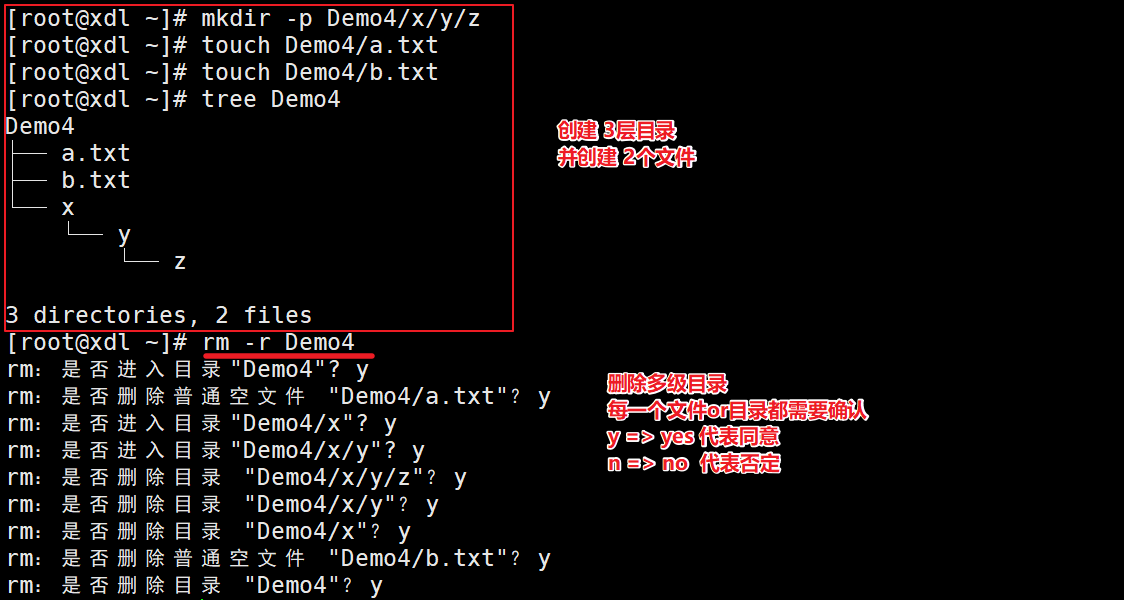 [root@xdl ~]# mkdir -p Demo4/x/y/z
[root@xdl ~]# touch Demo4/a.txt
[root@xdl ~]# touch Demo4/b.txt
[root@xdl ~]# tree Demo4
Demo4
├── a.txt
├── b.txt
└── x
    └── y
        └── z
3 directories, 2 files
创建 3层目录
并创建 2个文件
[root@xdl ~]# rm -r Demo4
rm：是否进入目录"Demo4"? y
rm：是否删除普通空文件 "Demo4/a.txt"？y
rm：是否进入目录"Demo4/x"? y
rm：是否进入目录"Demo4/x/y"? y
rm：是否删除目录 "Demo4/x/y/z"？y
rm：是否删除目录 "Demo4/x/y"？y
rm：是否删除目录 "Demo4/x"？y
rm：是否删除普通空文件 "Demo4/b.txt"？y
rm：是否删除目录 "Demo4"？y
删除多级目录
每一个文件or目录都需要确认
y => yes 代表同意
n => no 代表否定